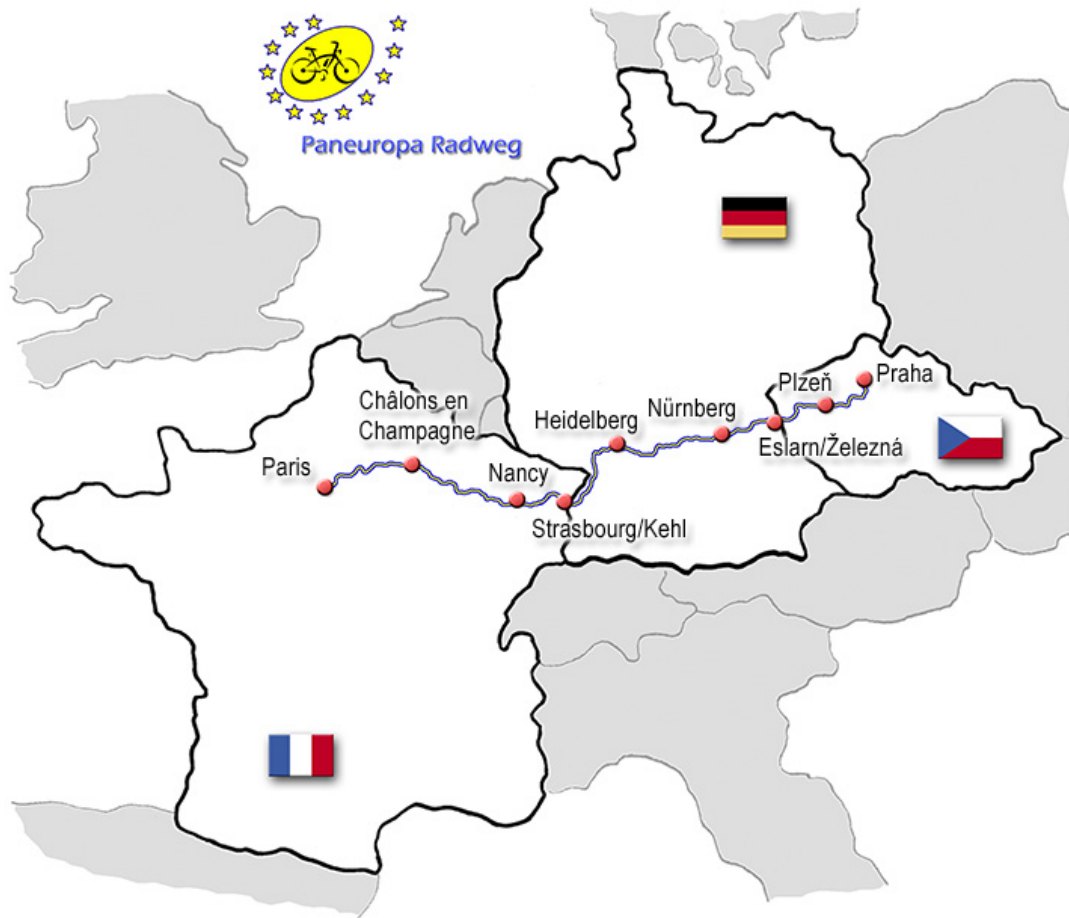 Paneuropa Radweg
Praha
Plzeň
Châlons en
Champagne
Nürnberg
Heidelberg
Eslarn/Železná
Paris
Nancy
Strasbourg/Kehl